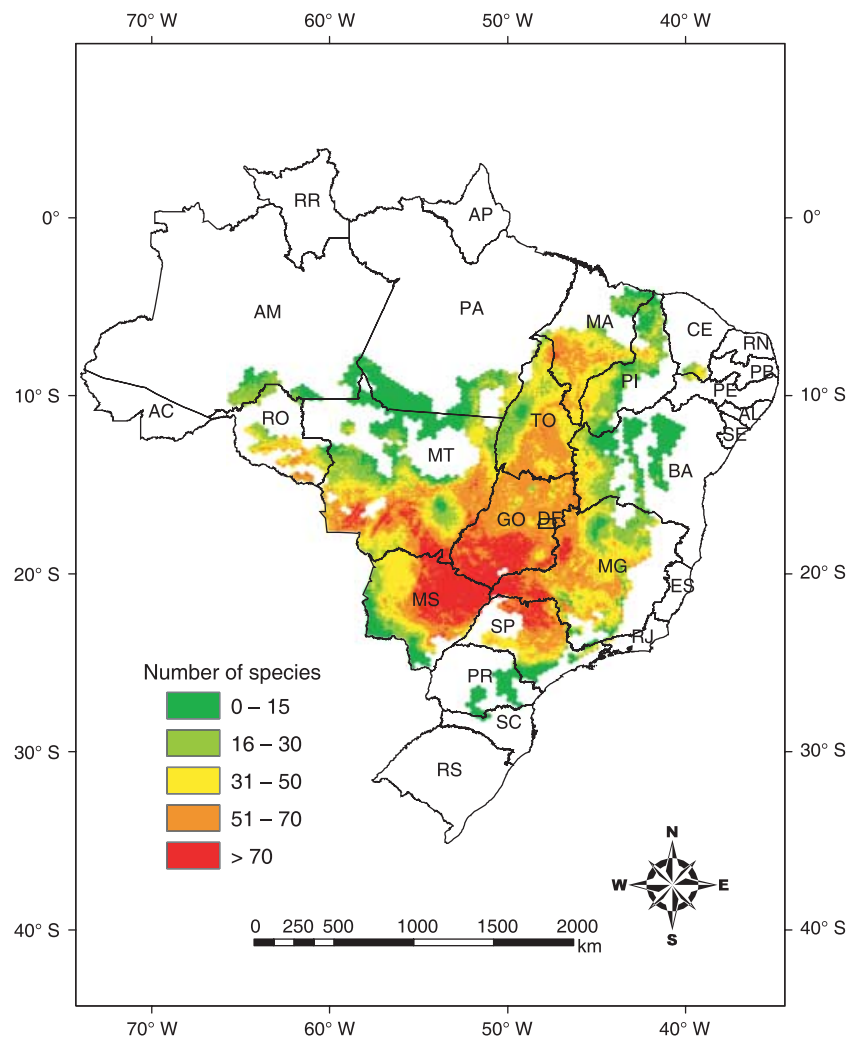 70° W 60° W 50° W 40° W
RR
AP
0° 0°
AM PA MA CE
RN
PB
PI
PE
10° S 10° S
AC RO TO AL
SE
MT BA
GO DF
MG
20° S 20° S
ES
MS
SP
RJ
PR
SC
RS
Number of species
0 – 15
16 – 30
31 – 50
51 – 70
> 70
30° S 30° S
N
W E
S
0 250 500 1000 1500 2000
km
40° S 40° S
70° W 60° W 50° W 40° W